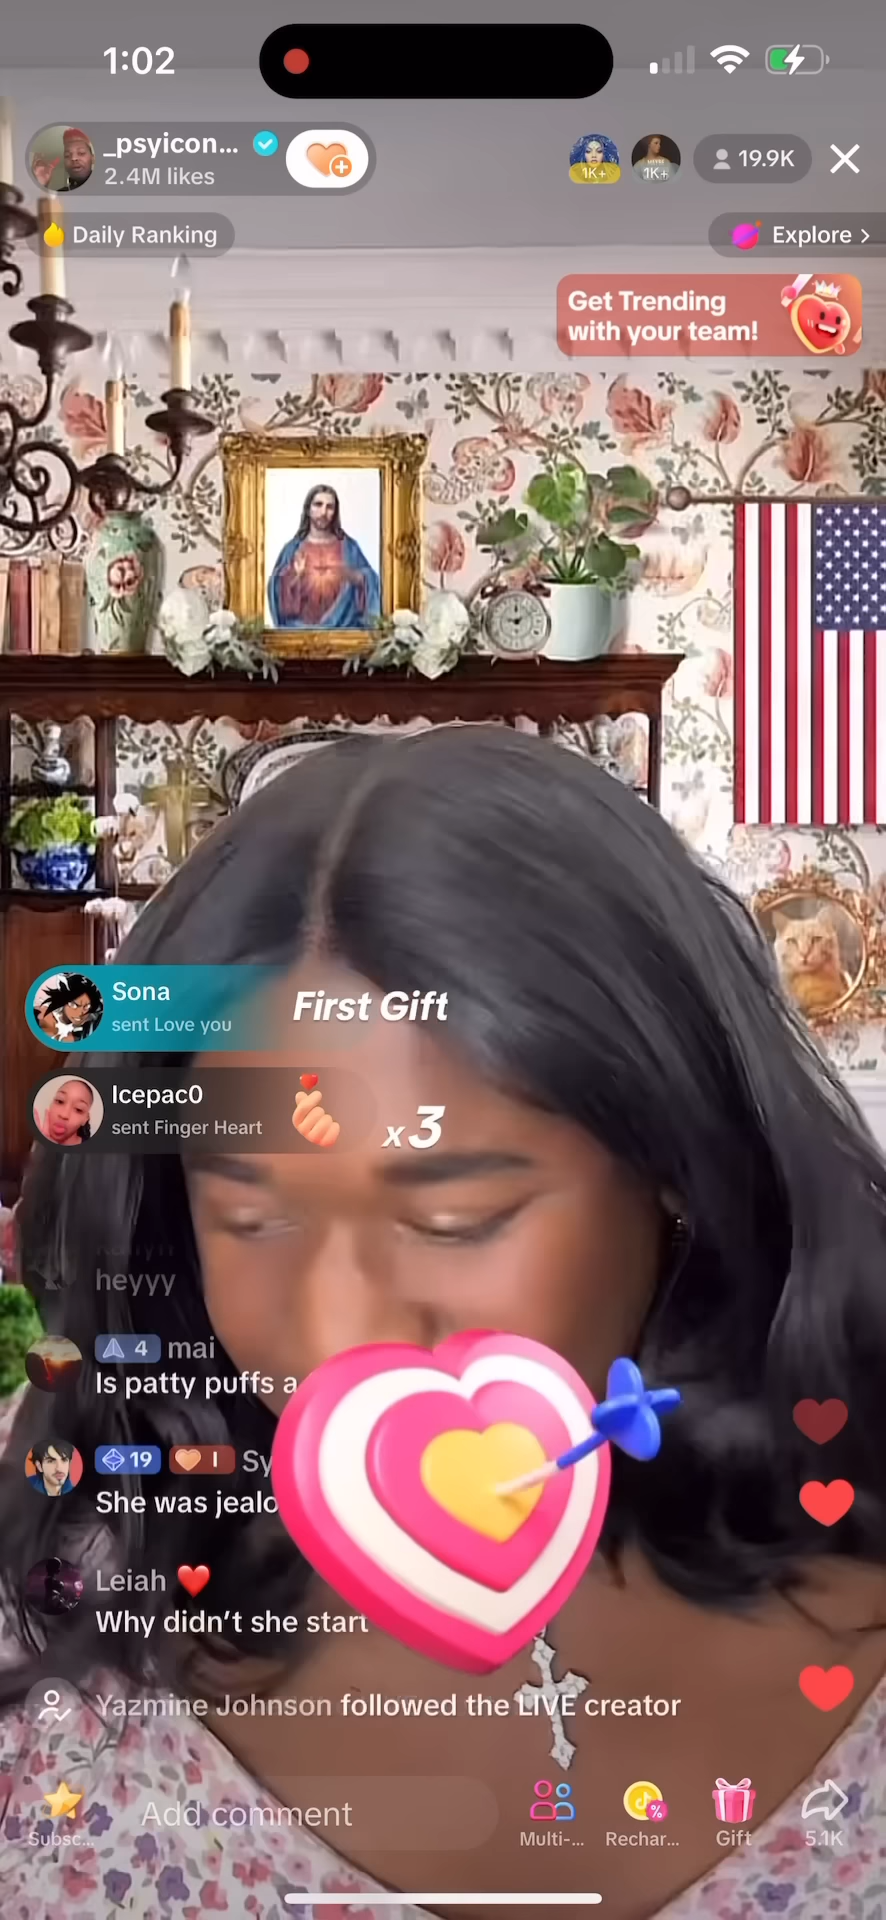 1:02
_psyicon...
2.4M likes
1K+
1K+
19.9K
Daily Ranking
Explore >
Get Trending
with your team!
Sona
sent Love you
First Gift
Icepac0
sent Finger Heart
x3
heyyy
4 mai
Is patty puffs a
19 I Sy
She was jealo
Leiah ❤️
Why didn't she start
Yazmine Johnson followed the LIVE creator
Add comment
Subsc...
Multi-...
Rechar...
Gift
5.1K